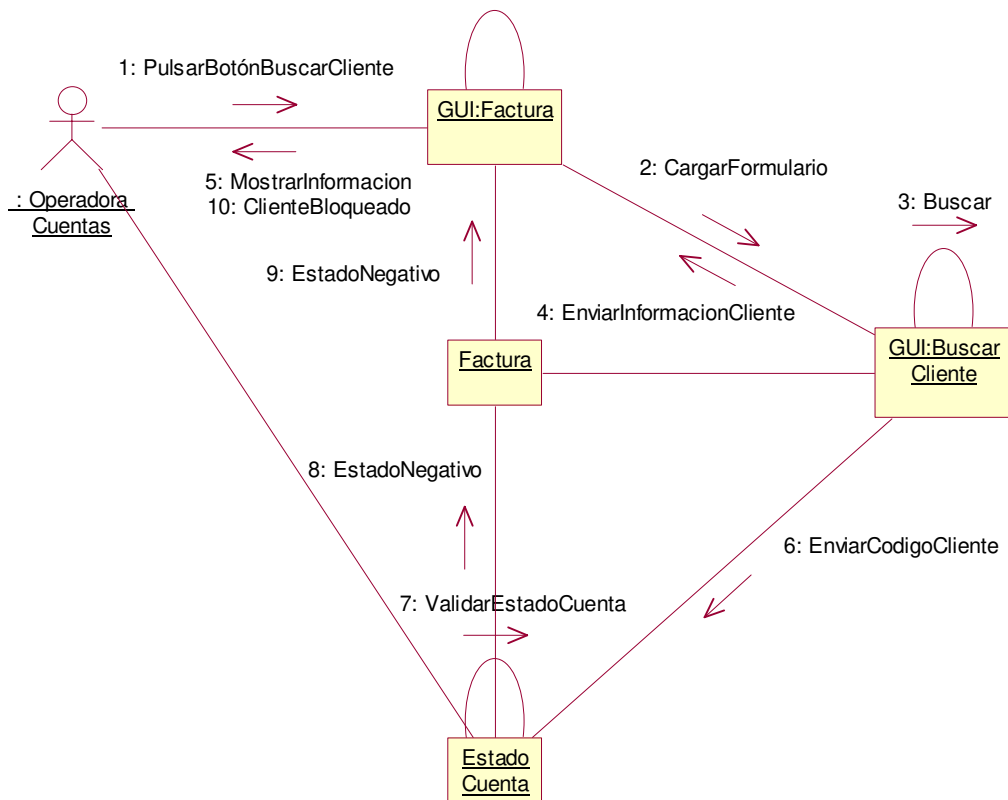 1: PulsarBotónBuscarCliente
GUI:Factura
: Operadora
Cuentas
5: MostrarInformacion
10: ClienteBloqueado
2: CargarFormulario
3: Buscar
9: EstadoNegativo
4: EnviarInformacionCliente
Factura
GUI:Buscar
Cliente
8: EstadoNegativo
6: EnviarCodigoCliente
7: ValidarEstadoCuenta
Estado
Cuenta